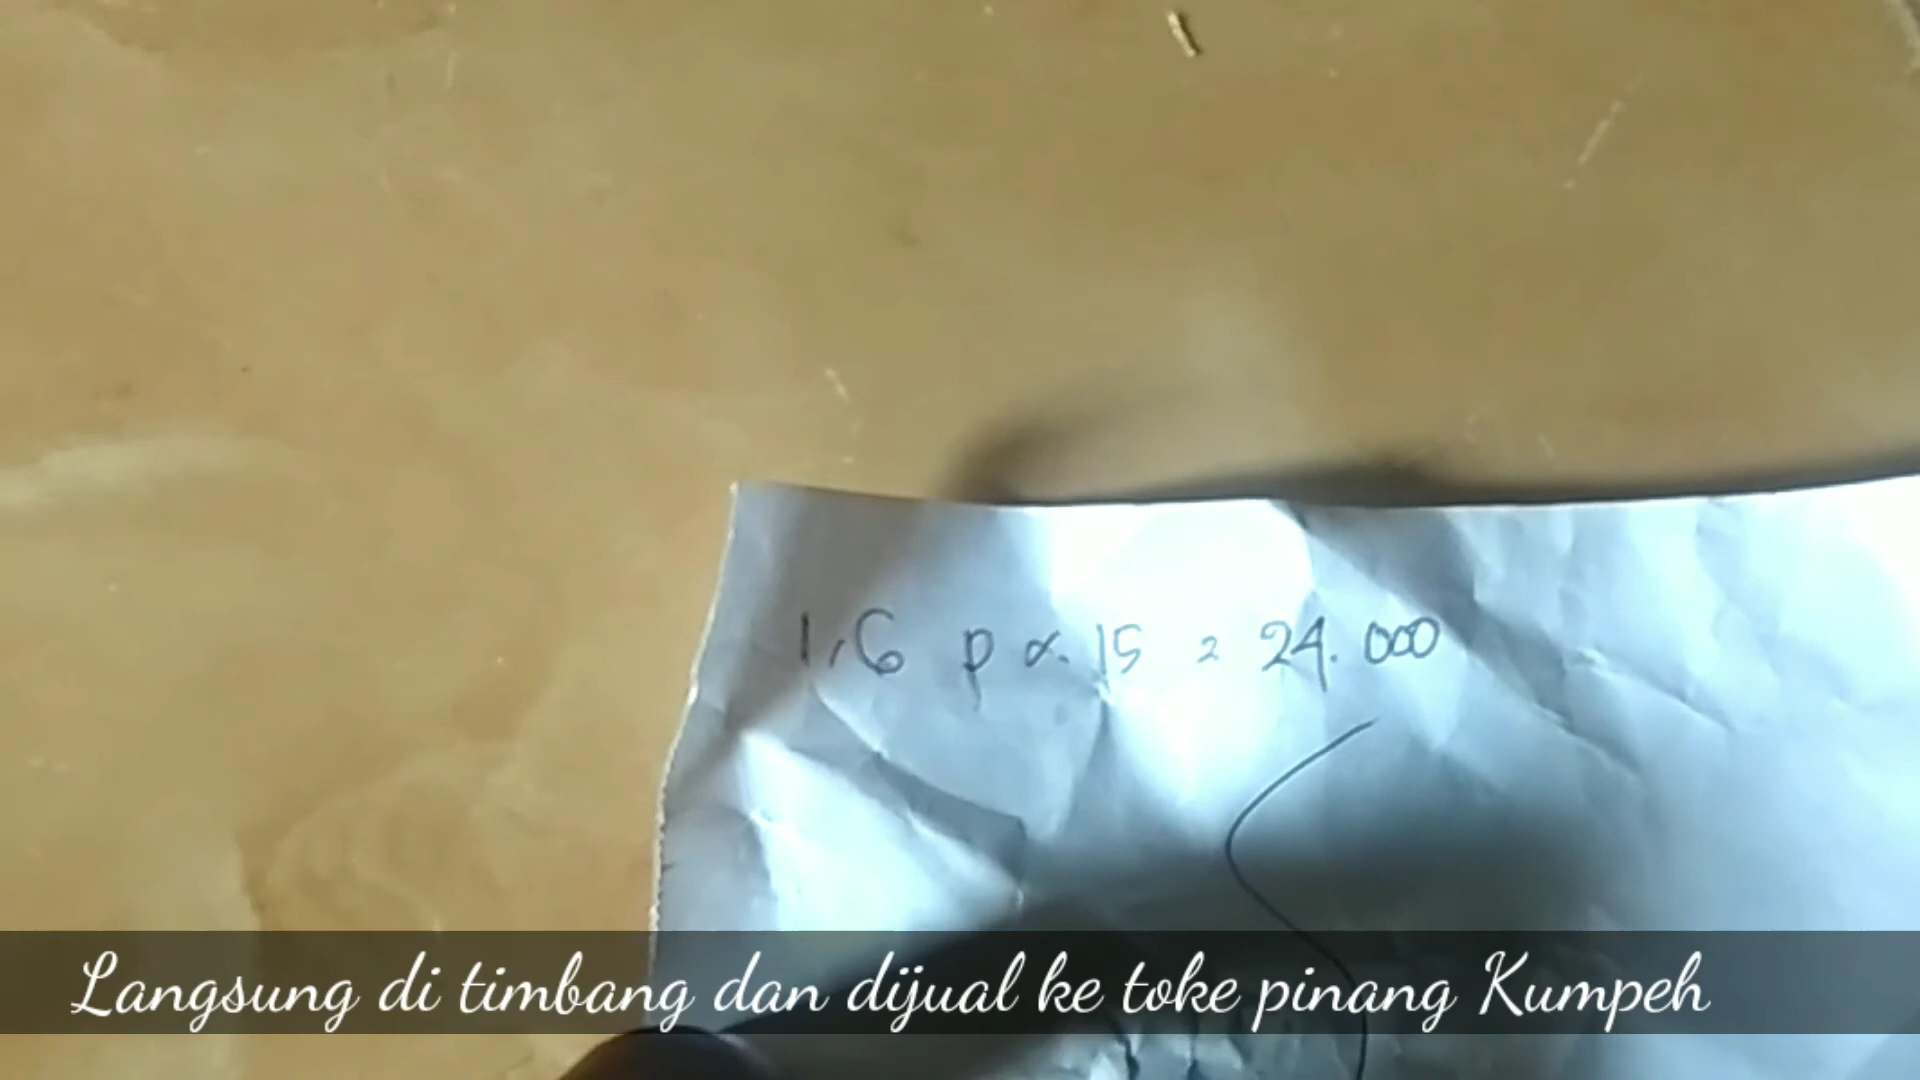 1,6 p x 15 = 24.000
Langsung di timbang dan dijual ke toke pinang Kumpeh